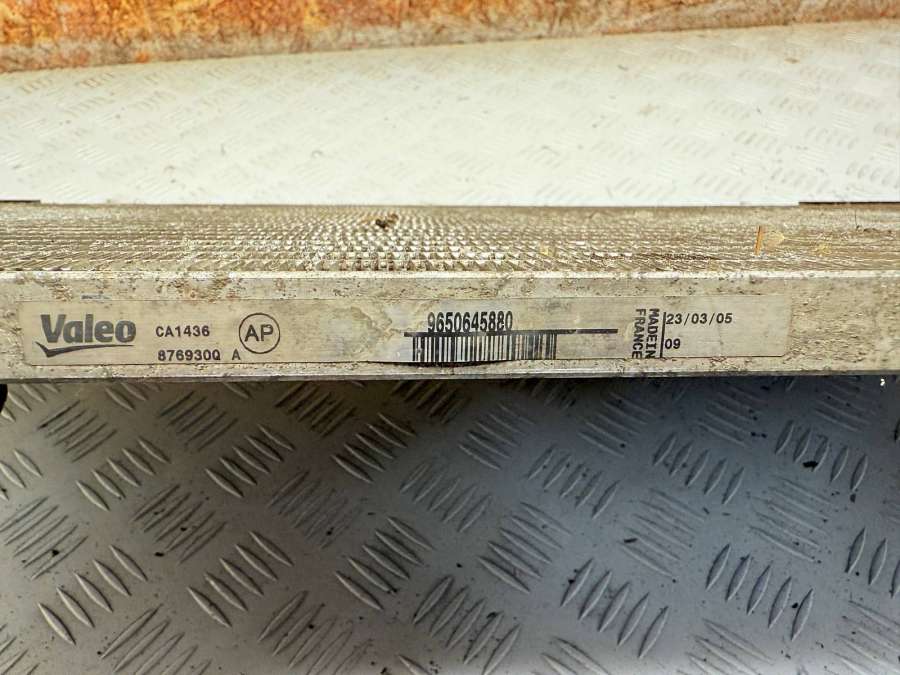 Valeo
CA1436
876930Q A
AP
9650645880
MADE IN
FRANCE
23/03/05
09